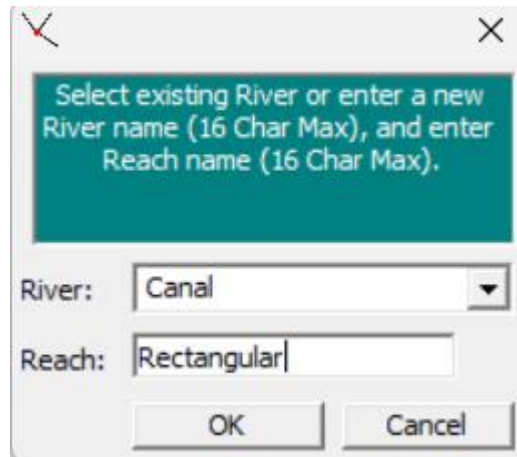 Select existing River or enter a new
River name (16 Char Max), and enter
Reach name (16 Char Max).
River: Canal
Reach: Rectangular
OK Cancel